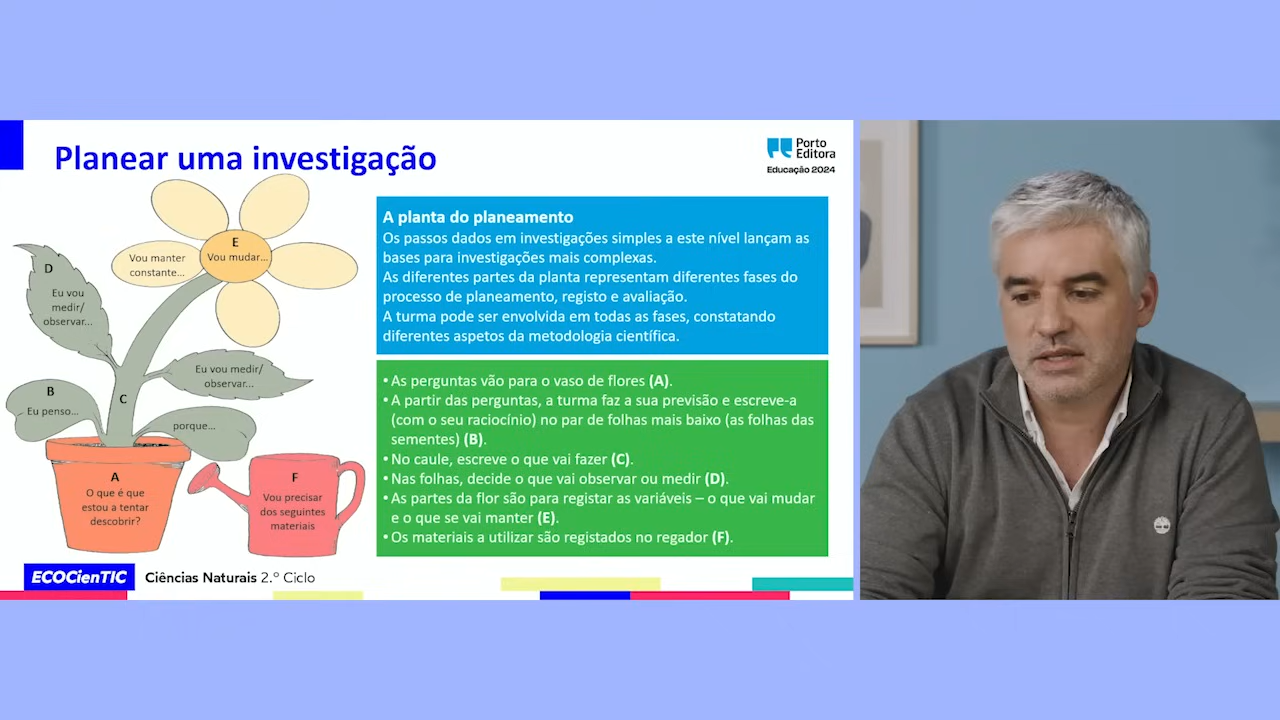 Planear uma investigação
Porto
Editora
Educação 2024
E
Vou mudar...
Vou manter
constante...
D
Eu vou
medir/
observar...
Eu vou medir/
observar...
B
Eu penso...
C
porque...
A
O que é que
estou a tentar
descobrir?
F
Vou precisar
dos seguintes
materiais
A planta do planeamento
Os passos dados em investigações simples a este nível lançam as
bases para investigações mais complexas.
As diferentes partes da planta representam diferentes fases do
processo de planeamento, registo e avaliação.
A turma pode ser envolvida em todas as fases, constatando
diferentes aspetos da metodologia científica.
• As perguntas vão para o vaso de flores (A).
• A partir das perguntas, a turma faz a sua previsão e escreve-a
(com o seu raciocínio) no par de folhas mais baixo (as folhas das
sementes) (B).
• No caule, escreve o que vai fazer (C).
• Nas folhas, decide o que vai observar ou medir (D).
• As partes da flor são para registar as variáveis – o que vai mudar
e o que se vai manter (E).
• Os materiais a utilizar são registados no regador (F).
ECOCienTIC Ciências Naturais 2.º Ciclo